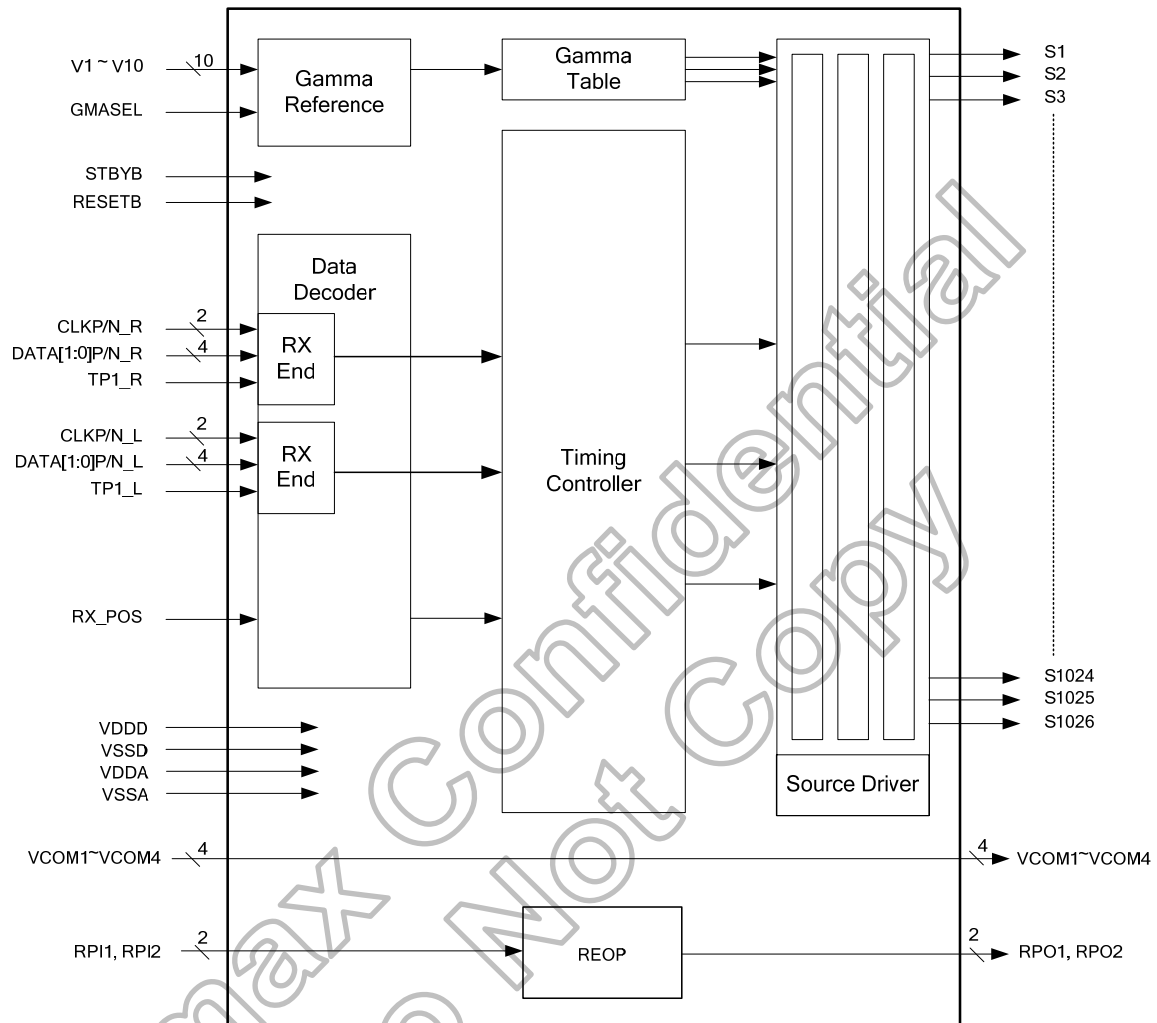 V1 ~ V10
10
GMASEL
Gamma
Reference
Gamma
Table
S1
S2
S3
STBYB
RESETB
Data
Decoder
CLKP/N_R
2
DATA[1:0]P/N_R
4
TP1_R
RX
End
CLKP/N_L
2
DATA[1:0]P/N_L
4
TP1_L
RX
End
Timing
Controller
RX_POS
S1024
S1025
S1026
VDDD
VSSD
VDDA
VSSA
Source Driver
VCOM1~VCOM4
4
4
VCOM1~VCOM4
RPI1, RPI2
2
REOP
2
RPO1, RPO2
max Confidential
o Not Copy